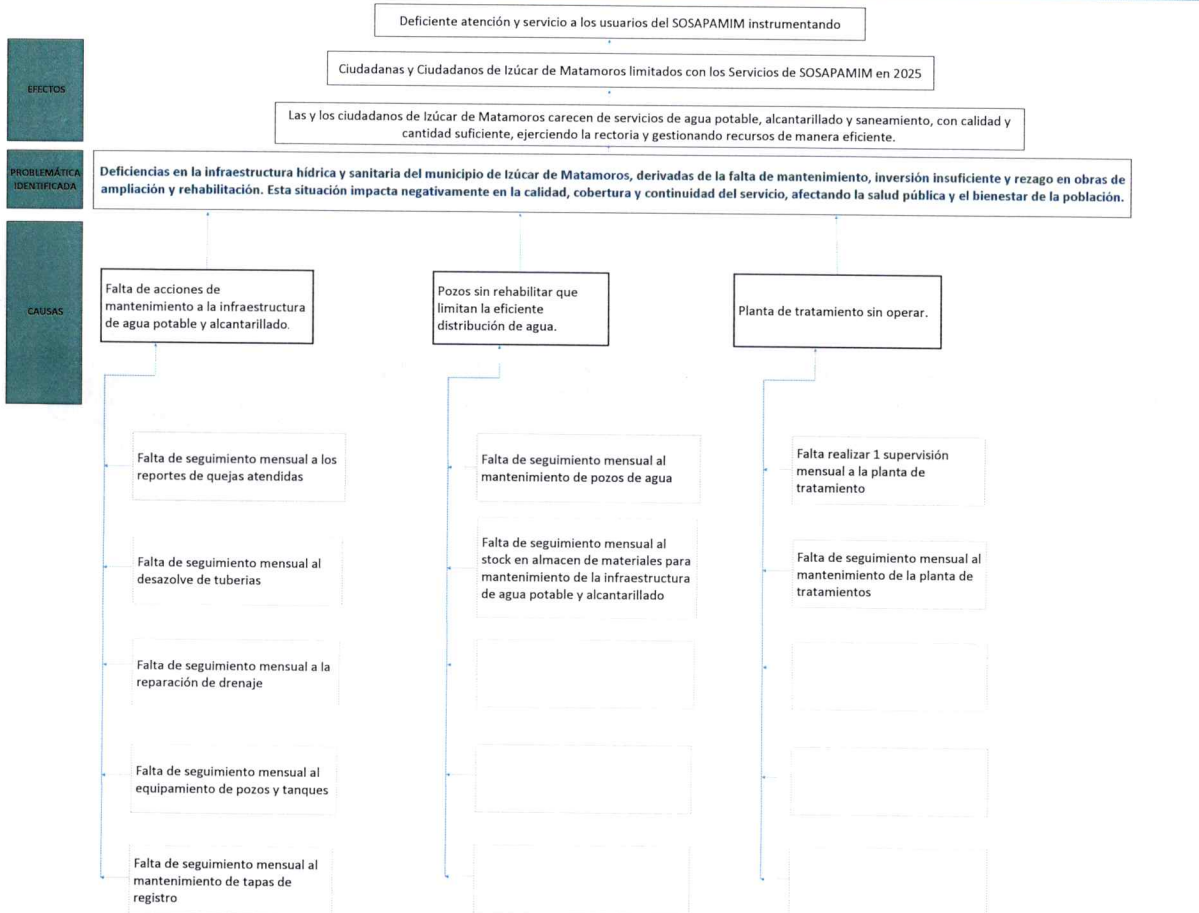 Deficiente atención y servicio a los usuarios del SOSAPAMIM instrumentando
EFECTOS
Ciudadanas y Ciudadanos de Izúcar de Matamoros limitados con los Servicios de SOSAPAMIM en 2025
Las y los ciudadanos de Izúcar de Matamoros carecen de servicios de agua potable, alcantarillado y saneamiento, con calidad y
cantidad suficiente, ejerciendo la rectoria y gestionando recursos de manera eficiente.
PROBLEMÁTICA
IDENTIFICADA
Deficiencias en la infraestructura hídrica y sanitaria del municipio de Izúcar de Matamoros, derivadas de la falta de mantenimiento, inversión insuficiente y rezago en obras de
ampliación y rehabilitación. Esta situación impacta negativamente en la calidad, cobertura y continuidad del servicio, afectando la salud pública y el bienestar de la población.
CAUSAS
Falta de acciones de
mantenimiento a la infraestructura
de agua potable y alcantarillado.
Pozos sin rehabilitar que
limitan la eficiente
distribución de agua.
Planta de tratamiento sin operar.
Falta de seguimiento mensual a los
reportes de quejas atendidas
Falta de seguimiento mensual al
mantenimiento de pozos de agua
Falta realizar 1 supervisión
mensual a la planta de
tratamiento
Falta de seguimiento mensual al
desazolve de tuberias
Falta de seguimiento mensual al
stock en almacen de materiales para
mantenimiento de la infraestructura
de agua potable y alcantarillado
Falta de seguimiento mensual al
mantenimiento de la planta de
tratamientos
Falta de seguimiento mensual a la
reparación de drenaje
Falta de seguimiento mensual al
equipamiento de pozos y tanques
Falta de seguimiento mensual al
mantenimiento de tapas de
registro